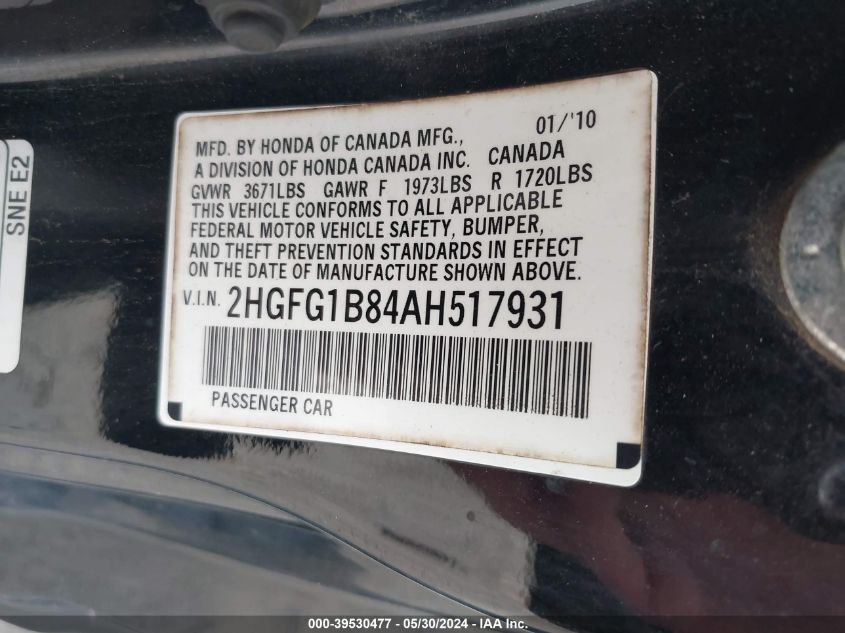 SNE E2
01/'10
MFD. BY HONDA OF CANADA MFG.,
A DIVISION OF HONDA CANADA INC. CANADA
GVWR 3671LBS GAWR F 1973LBS R 1720LBS
THIS VEHICLE CONFORMS TO ALL APPLICABLE
FEDERAL MOTOR VEHICLE SAFETY, BUMPER,
AND THEFT PREVENTION STANDARDS IN EFFECT
ON THE DATE OF MANUFACTURE SHOWN ABOVE.
V.I.N. 2HGFG1B84AH517931
PASSENGER CAR
000-39530477 - 05/30/2024 - IAA Inc.